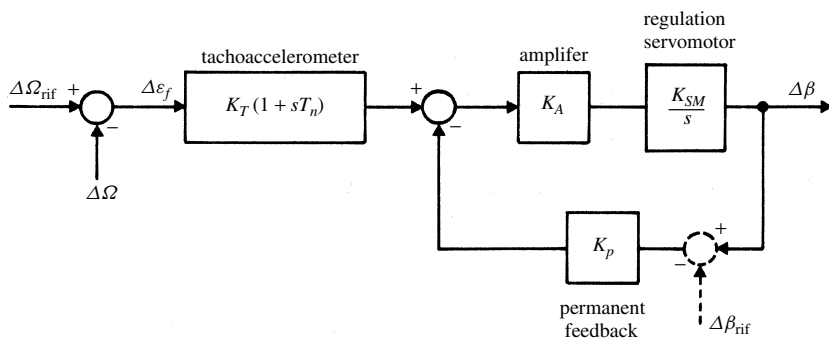 regulation
servomotor
tachoaccelerometer
amplifer
ΔΩrif
+
−
Δεf
KT (1 + sTn)
+
−
KA
KSM
s
Δβ
ΔΩ
Kp
+
−
permanent
feedback
Δβrif